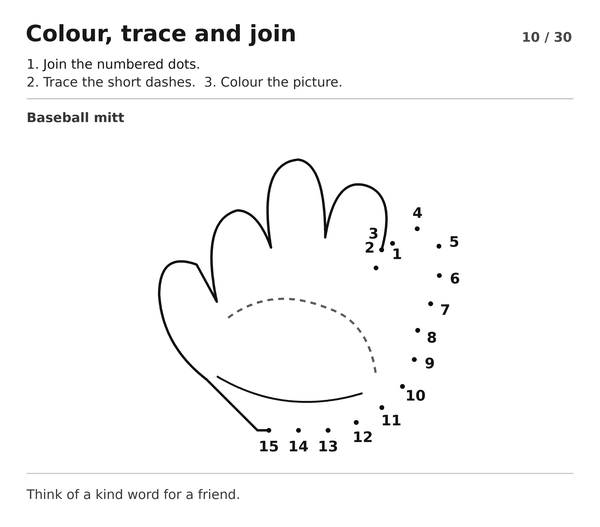 Colour, trace and join
10 / 30
1. Join the numbered dots.
2. Trace the short dashes.  3. Colour the picture.
Baseball mitt
4
3
5
2
1
6
7
8
9
10
11
12
15
14
13
Think of a kind word for a friend.